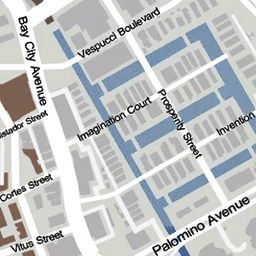 Vespucci Boulevard
Bay City Avenue
Prosperity Street
Imagination Court
Invention
Cortes Street
Vitus Street
Palomino Avenue